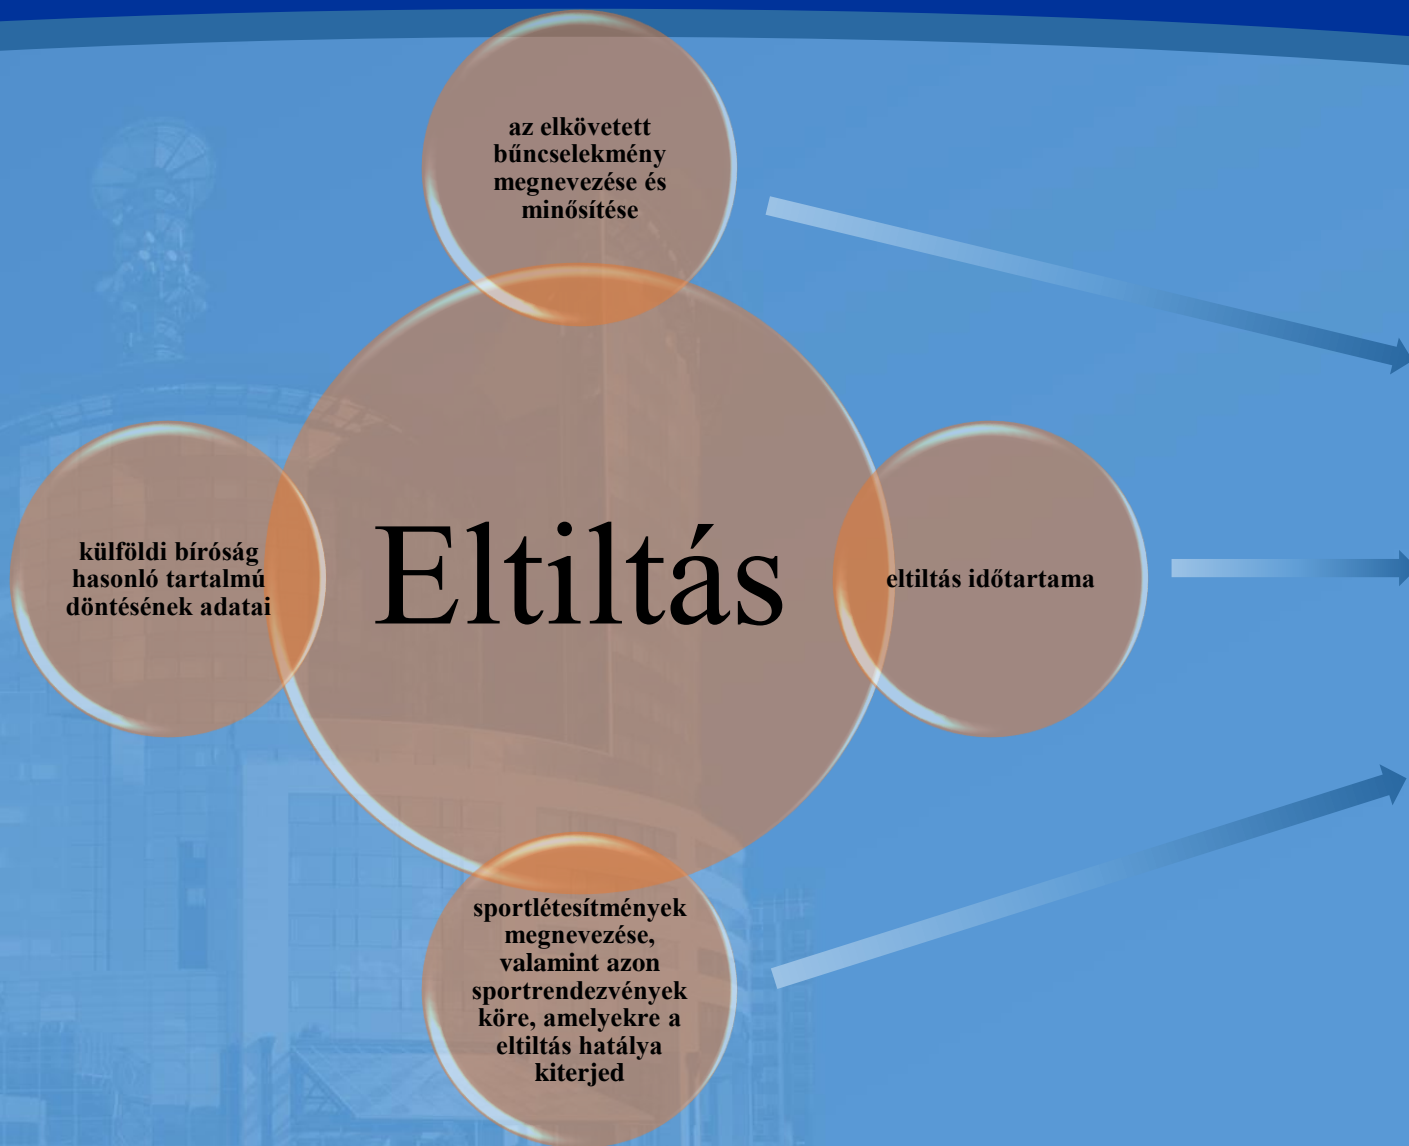 az elkövetett
bűncselekmény
megnevezése és
minősítése
külföldi bíróság
hasonló tartalmú
döntésének adatai
Eltiltás
eltiltás időtartama
sportlétesítmények
megnevezése,
valamint azon
sportrendezvények
köre, amelyekre a
eltiltás hatálya
kiterjed